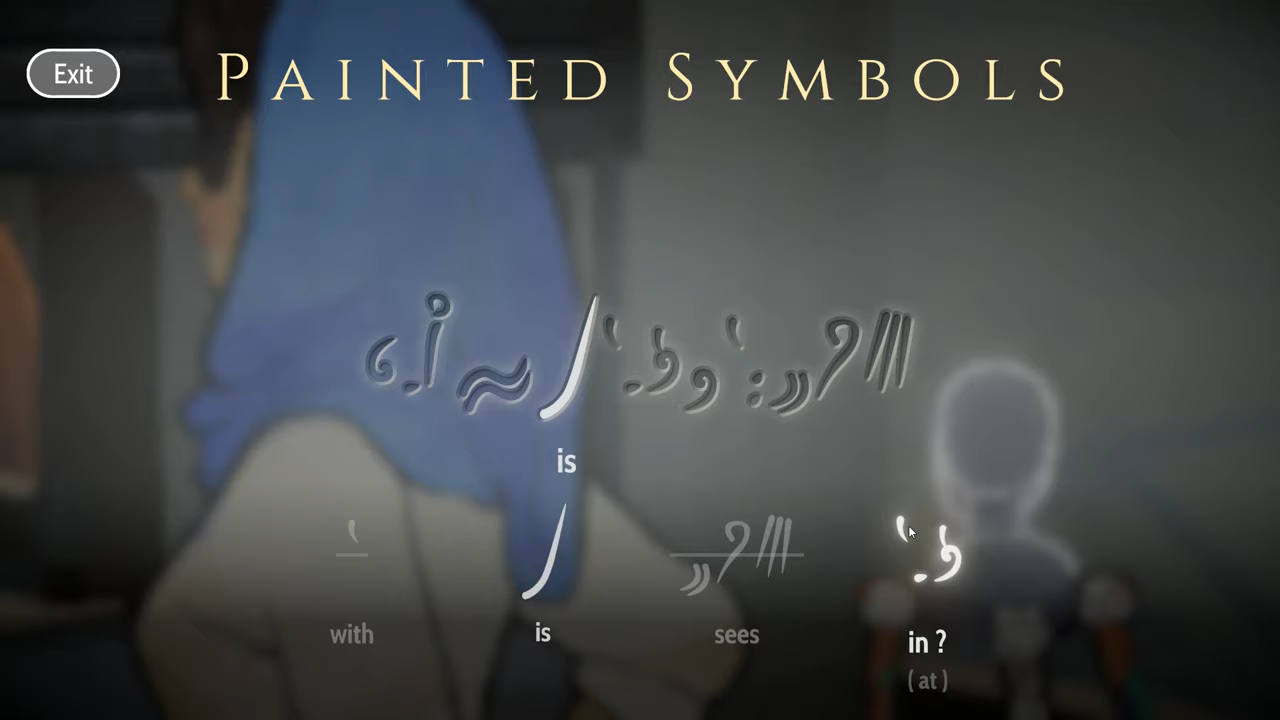 Exit
PAINTED SYMBOLS
is
with
is
sees
in ?
( at )